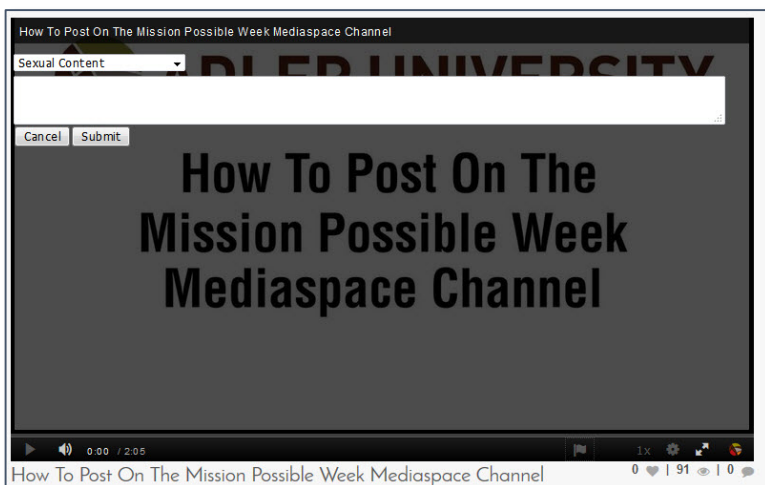 How To Post On The Mission Possible Week Mediaspace Channel
Sexual Content
ADLER UNIVERSITY
Cancel Submit
How To Post On The
Mission Possible Week
Mediaspace Channel
0:00 / 2:05 1x
How To Post On The Mission Possible Week Mediaspace Channel 0 | 91 | 0